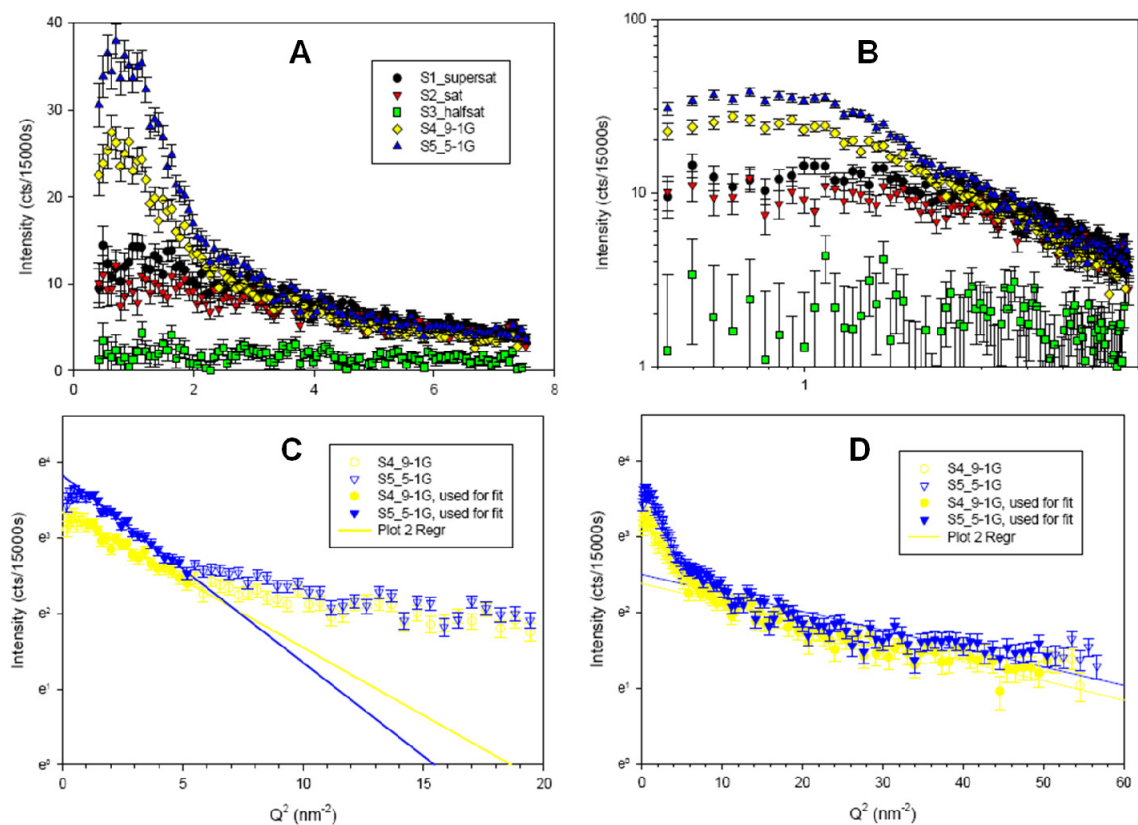 A
Intensity (cts/15000s)
40
30
20
10
0
0 2 4 6 8
S1_supersat
S2_sat
S3_halfsat
S4_9-1G
S5_5-1G
B
Intensity (cts/15000s)
100
10
1
1
C
Intensity (cts/15000s)
e⁴
e³
e²
e¹
e⁰
0 5 10 15 20
Q² (nm⁻²)
S4_9-1G
S5_5-1G
S4_9-1G, used for fit
S5_5-1G, used for fit
Plot 2 Regr
D
Intensity (cts/15000s)
e⁴
e³
e²
e¹
e⁰
0 10 20 30 40 50 60
Q² (nm⁻²)
S4_9-1G
S5_5-1G
S4_9-1G, used for fit
S5_5-1G, used for fit
Plot 2 Regr